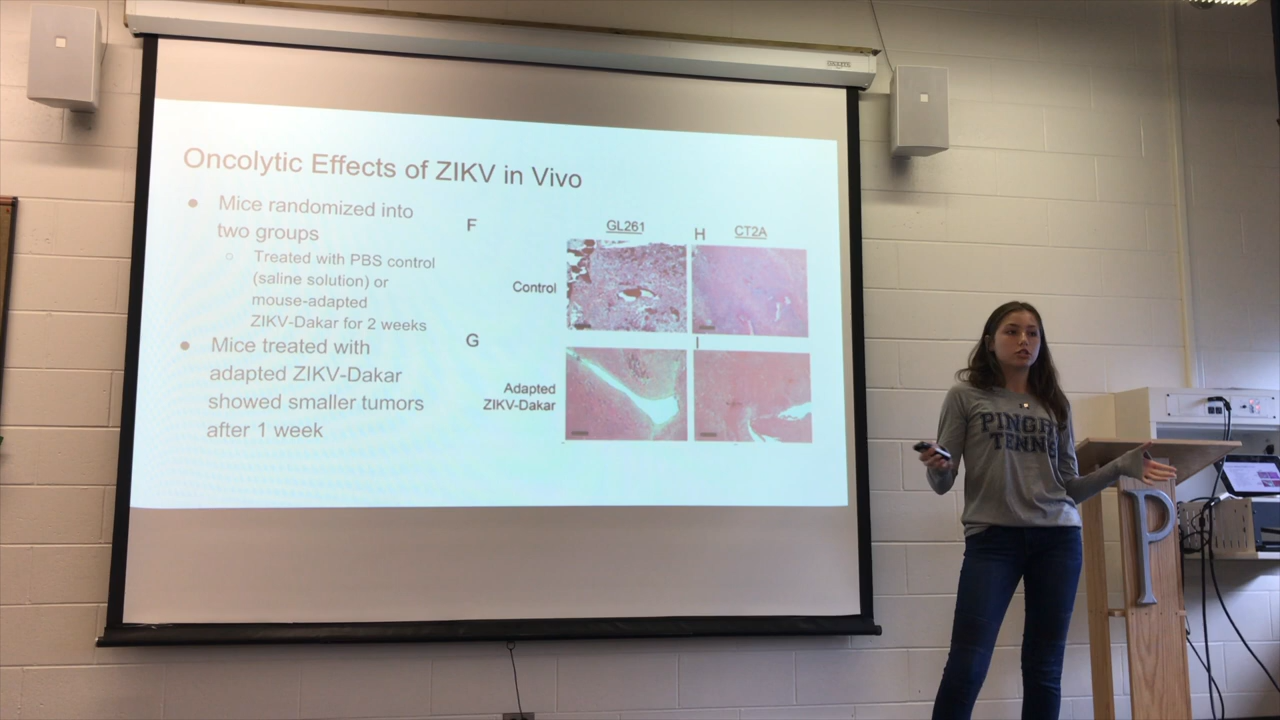 Oncolytic Effects of ZIKV in Vivo
● Mice randomized into
two groups
○ Treated with PBS control
(saline solution) or
mouse-adapted
ZIKV-Dakar for 2 weeks
● Mice treated with
adapted ZIKV-Dakar
showed smaller tumors
after 1 week
F
GL261
H
CT2A
Control
G
I
Adapted
ZIKV-Dakar
TENN
P